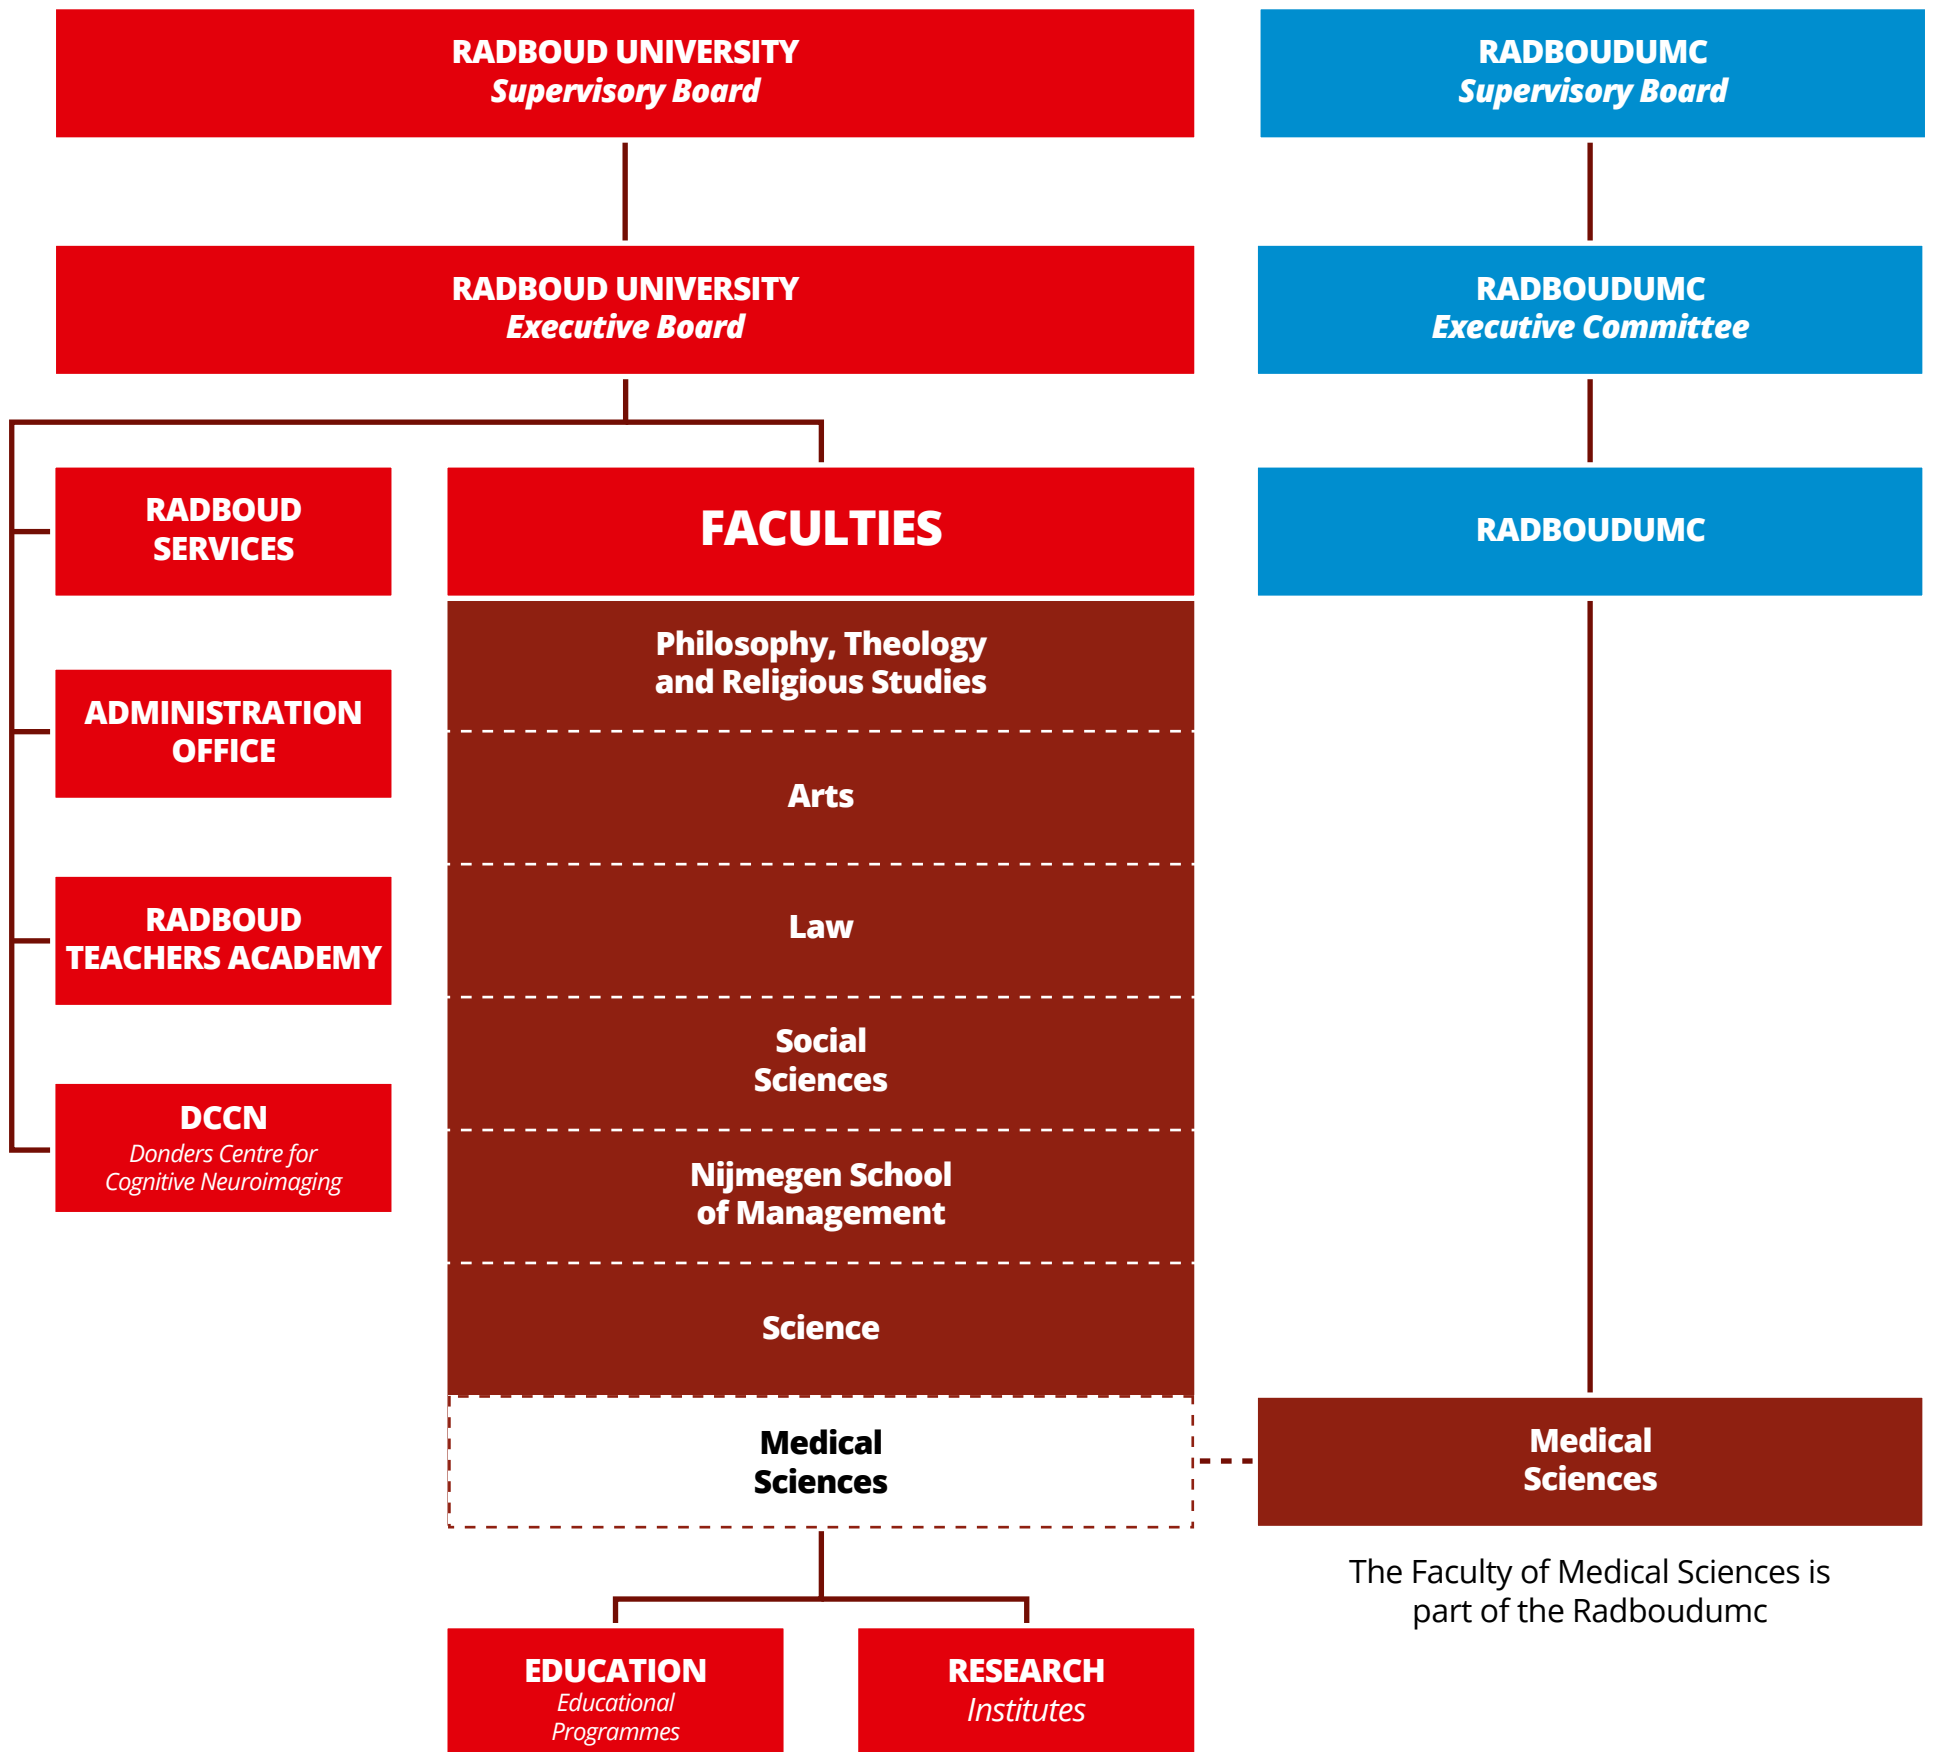 RADBOUD UNIVERSITY
Supervisory Board
RADBOUDUMC
Supervisory Board
RADBOUD UNIVERSITY
Executive Board
RADBOUDUMC
Executive Committee
RADBOUD
SERVICES
FACULTIES
RADBOUDUMC
Philosophy, Theology
and Religious Studies
ADMINISTRATION
OFFICE
Arts
RADBOUD
TEACHERS ACADEMY
Law
Social
Sciences
DCCN
Donders Centre for
Cognitive Neuroimaging
Nijmegen School
of Management
Science
Medical
Sciences
Medical
Sciences
The Faculty of Medical Sciences is
part of the Radboudumc
EDUCATION
Educational
Programmes
RESEARCH
Institutes